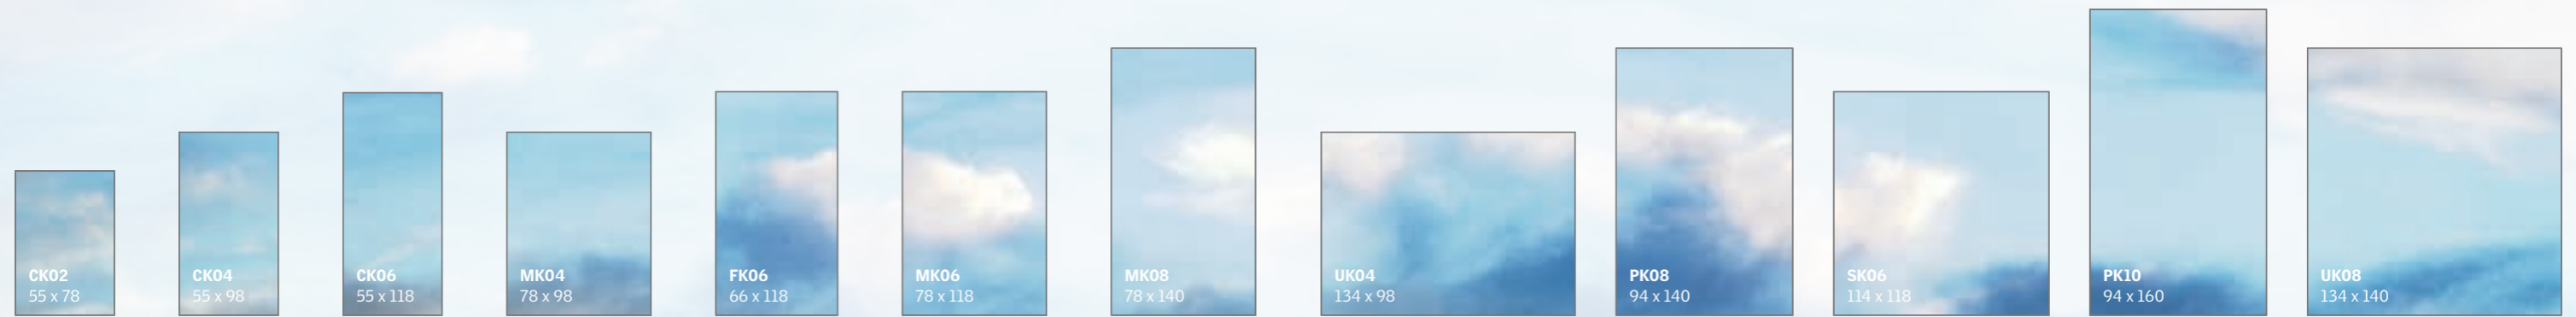 CK02
55 x 78
CK04
55 x 98
CK06
55 x 118
MK04
78 x 98
FK06
66 x 118
MK06
78 x 118
MK08
78 x 140
UK04
134 x 98
PK08
94 x 140
SK06
114 x 118
PK10
94 x 160
UK08
134 x 140